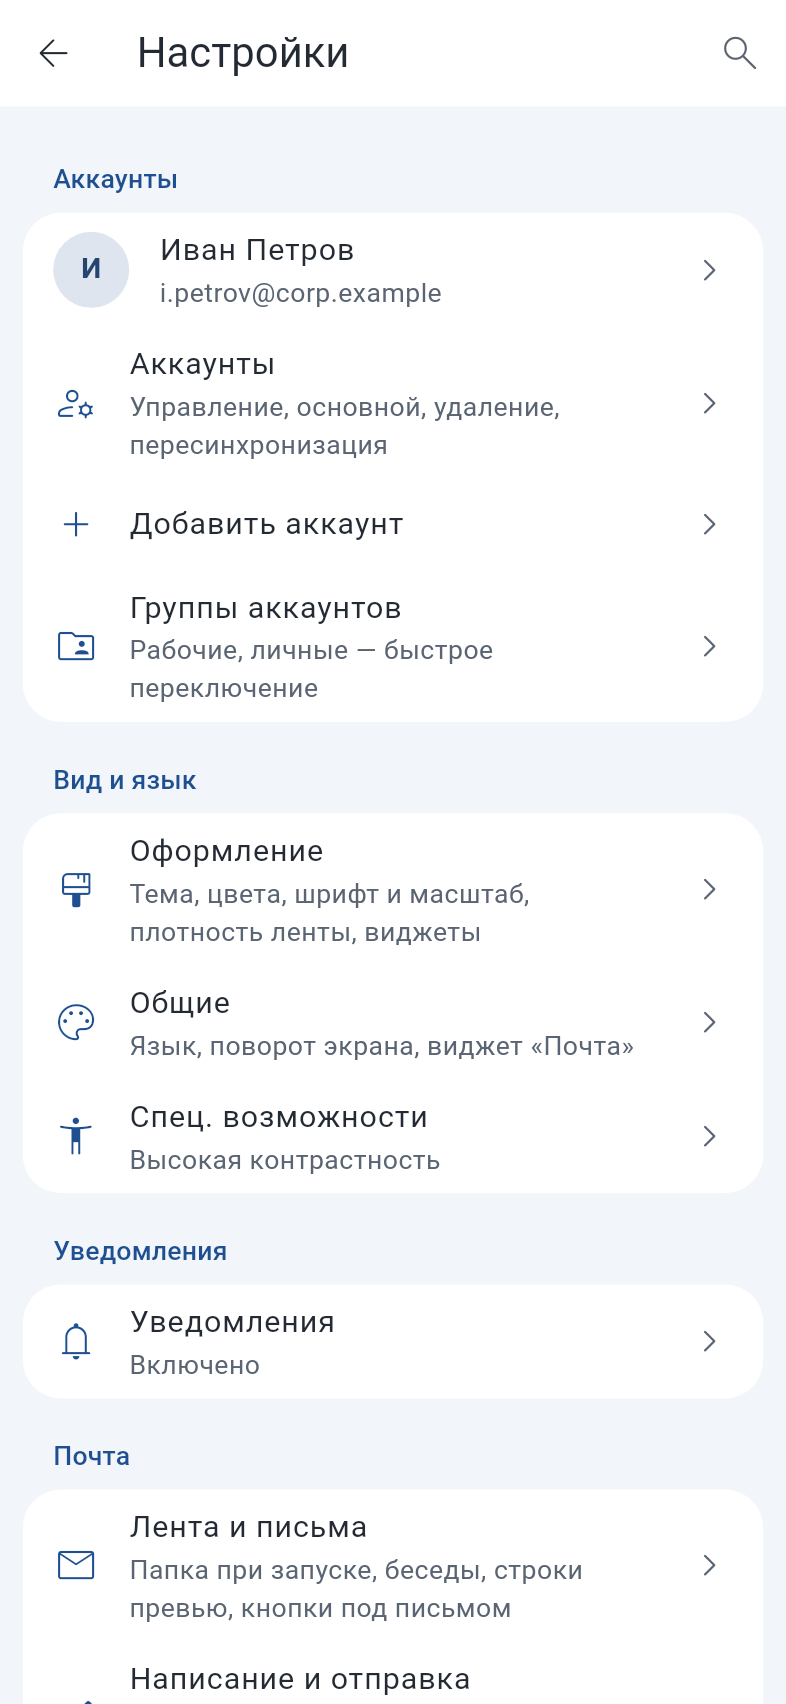 Настройки
Аккаунты
И
Иван Петров
i.petrov@corp.example
Аккаунты
Управление, основной, удаление,
пересинхронизация
Добавить аккаунт
Группы аккаунтов
Рабочие, личные — быстрое
переключение
Вид и язык
Оформление
Тема, цвета, шрифт и масштаб,
плотность ленты, виджеты
Общие
Язык, поворот экрана, виджет «Почта»
Спец. возможности
Высокая контрастность
Уведомления
Уведомления
Включено
Почта
Лента и письма
Папка при запуске, беседы, строки
превью, кнопки под письмом
Написание и отправка